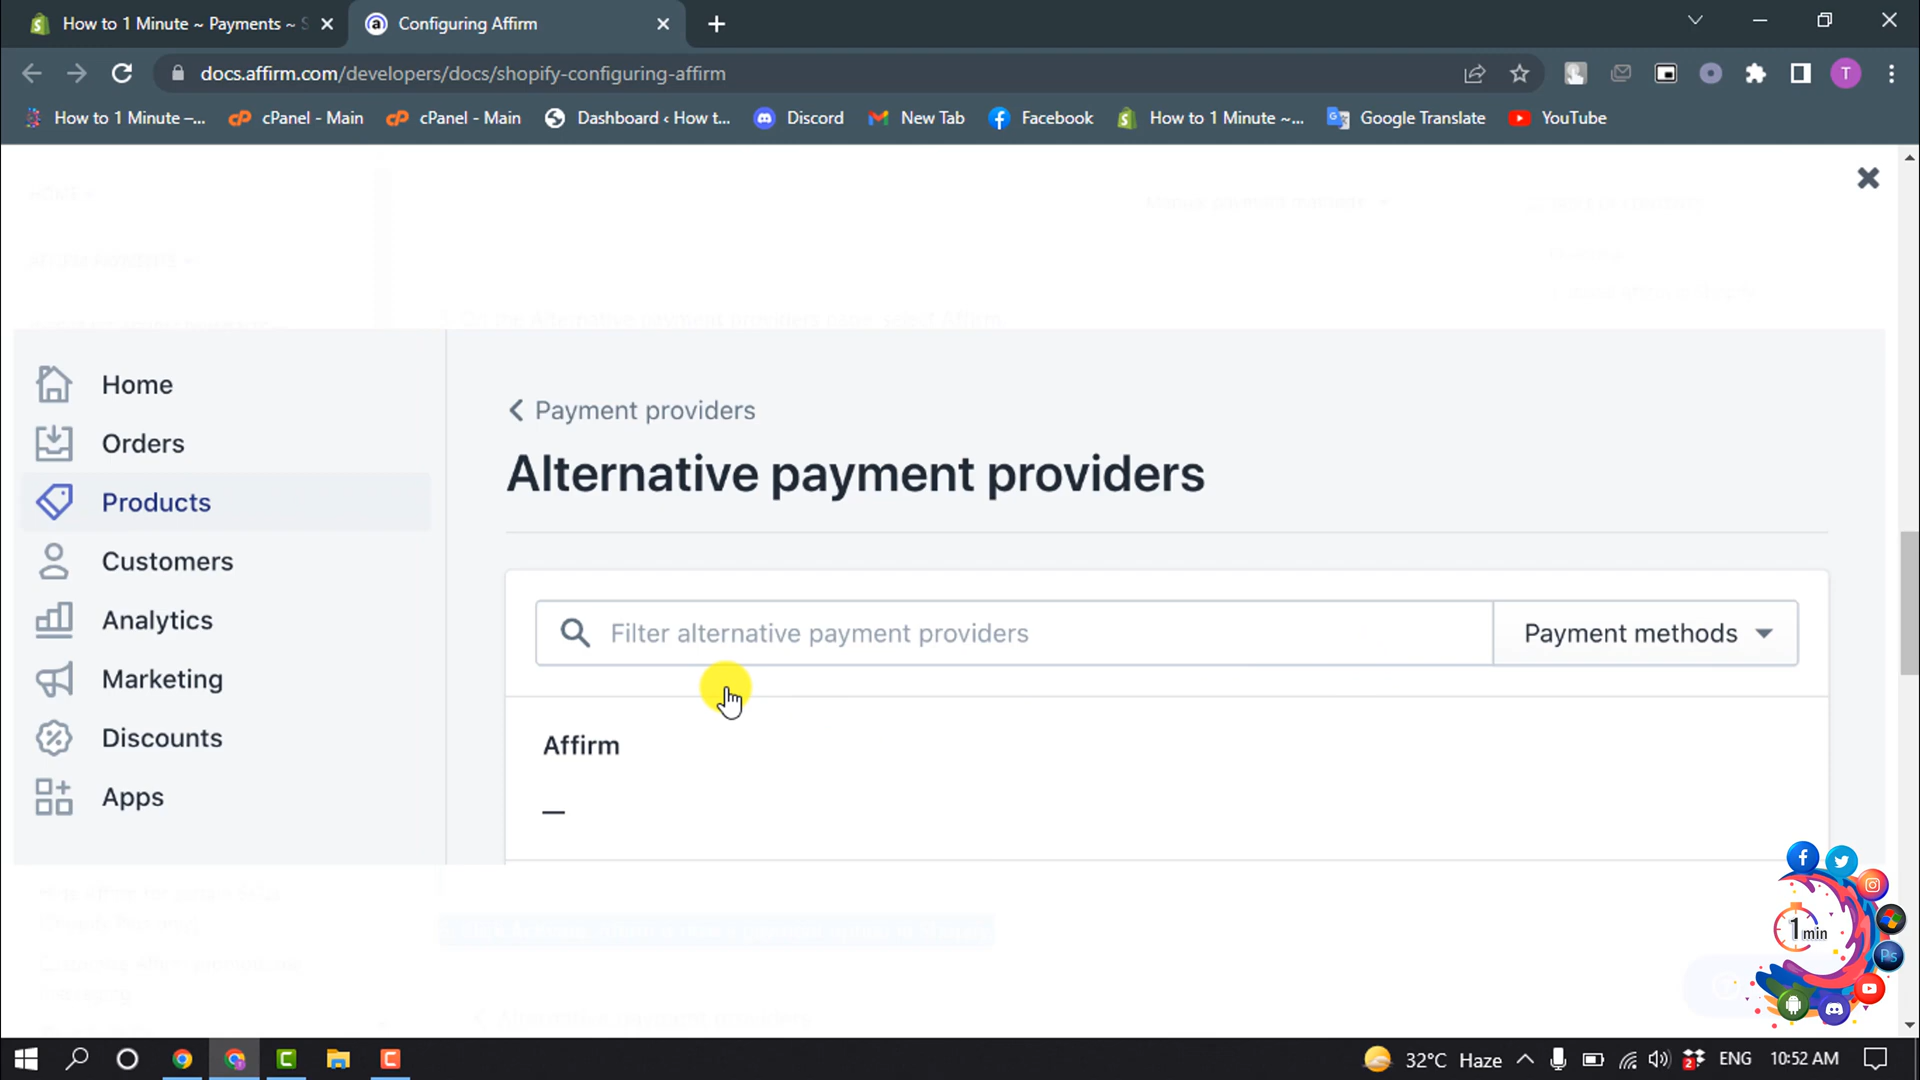 How to 1 Minute ~ Payments ~ S
Configuring Affirm
docs.affirm.com/developers/docs/shopify-configuring-affirm
T
How to 1 Minute –...
cPanel - Main
cPanel - Main
Dashboard ‹ How t...
Discord
New Tab
Facebook
How to 1 Minute ~...
Google Translate
YouTube
Home
Orders
Products
Customers
Analytics
Marketing
Discounts
Apps
Payment providers
Alternative payment providers
Filter alternative payment providers
Payment methods
Affirm
—
1 min
Ps
32°C Haze
2
ENG
10:52 AM